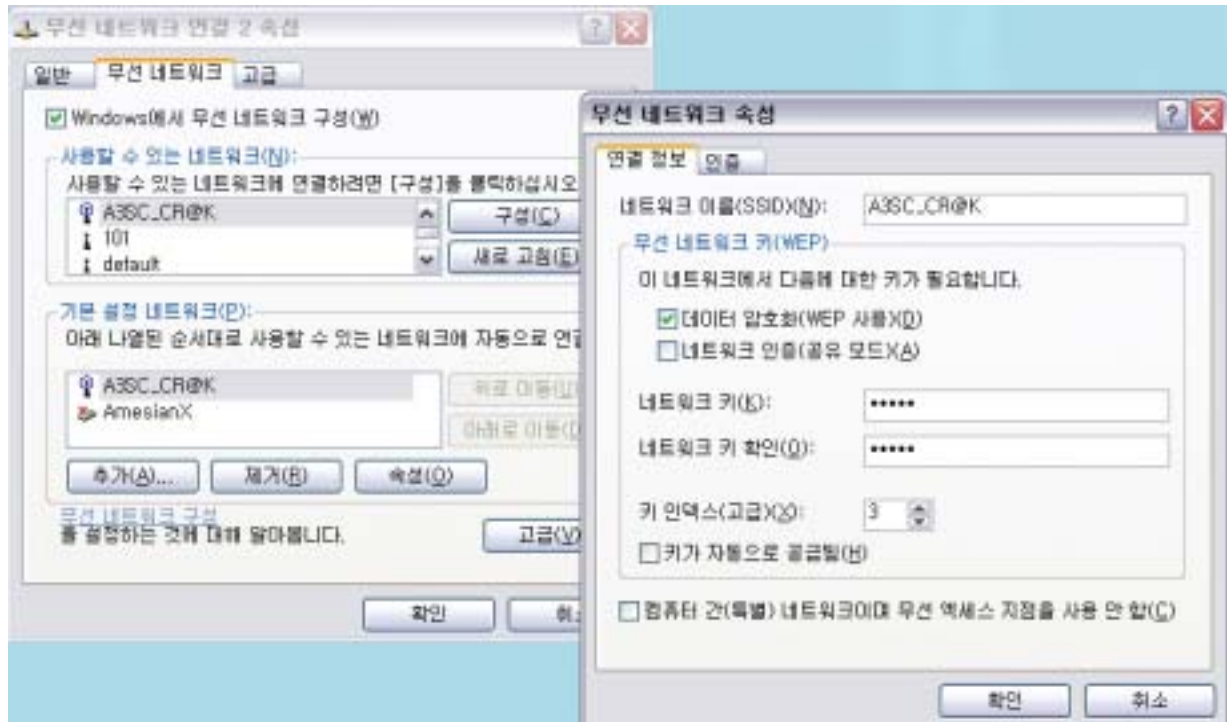 무선 네트워크 연결 2 속성
일반
무선 네트워크
고급
Windows에서 무선 네트워크 구성(W)
사용할 수 있는 네트워크(N):
사용할 수 있는 네트워크에 연결하려면 [구성]를 클릭하십시오
A3SC_CR@K
101
default
구성(C)
새로 고침(E)
기본 설정 네트워크(P):
아래 나열된 순서대로 사용할 수 있는 네트워크에 자동으로 연결
A3SC_CR@K
AmesianX
위로 이동(U)
아래로 이동(D
추가(A)...
제거(R)
속성(O)
무선 네트워크 구성
를 설정하는 것에 대해 알아봅니다.
고급(V)
확인
취소
무선 네트워크 속성
연결 정보
인증
네트워크 이름(SSID)(N):
A3SC_CR@K
무선 네트워크 키(WEP)
이 네트워크에서 다음에 대한 키가 필요합니다.
데이터 암호화(WEP 사용)(D)
네트워크 인증(공유 모드)(A)
네트워크 키(K):
•••••
네트워크 키 확인(O):
•••••
키 인덱스(고급)(X):
3
키가 자동으로 공급됨(H)
컴퓨터 간(특별) 네트워크이며 무선 액세스 지점을 사용 안 함(C)
확인
취소